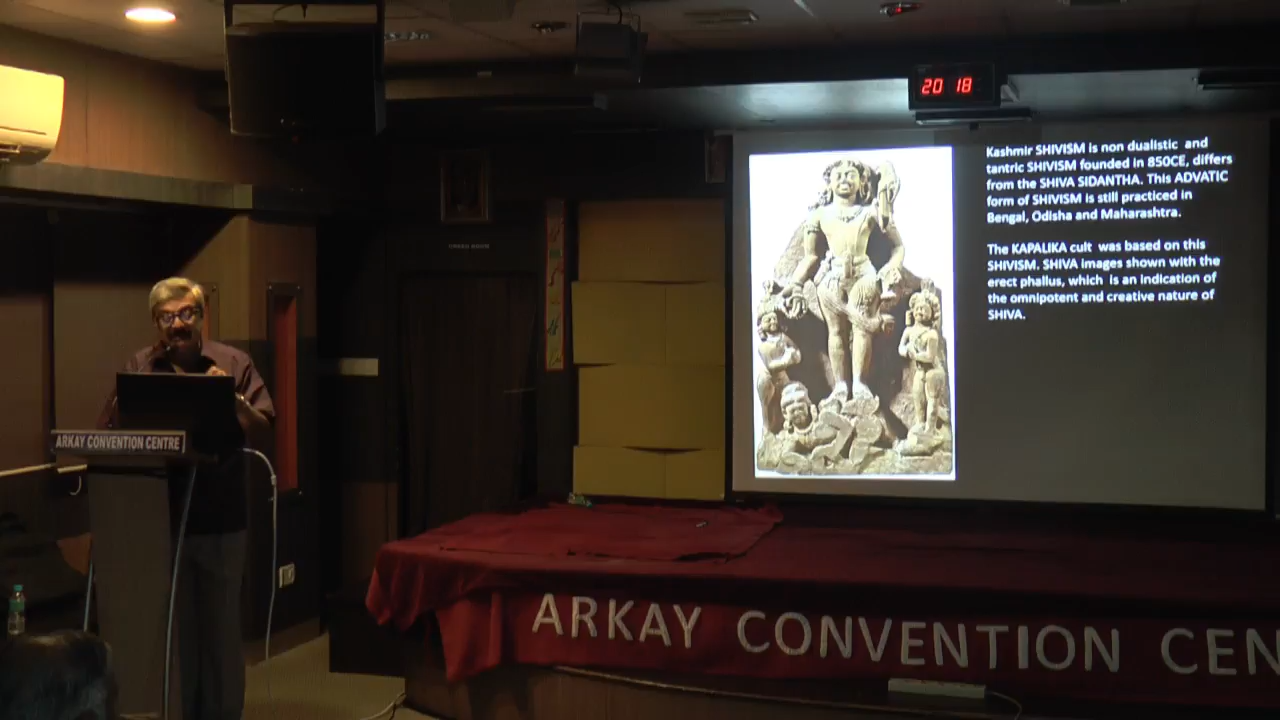 20 18
Kashmir SHIVISM is non dualistic and
tantric SHIVISM founded in 850CE, differs
from the SHIVA SIDANTHA. This ADVATIC
form of SHIVISM is still practiced in
Bengal, Odisha and Maharashtra.
The KAPALIKA cult was based on this
SHIVISM. SHIVA images shown with the
erect phallus, which is an indication of
the omnipotent and creative nature of
SHIVA.
ARKAY CONVENTION CENTRE
ARKAY CONVENTION CEN